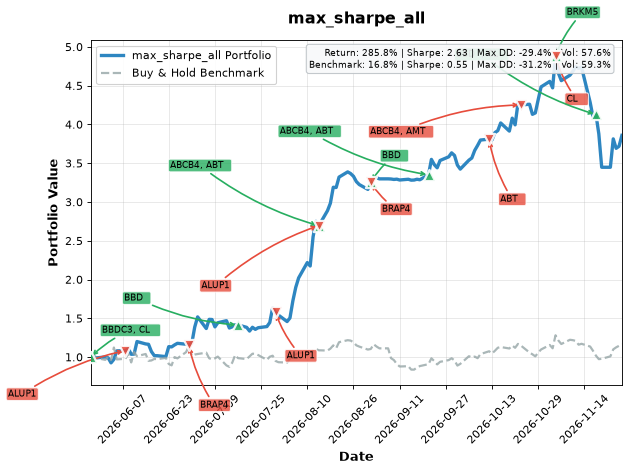 max_sharpe_all
BRKM5
max_sharpe_all Portfolio
Buy & Hold Benchmark
Return: 285.8% | Sharpe: 2.63 | Max DD: -29.4% | Vol: 57.6%
Benchmark: 16.8% | Sharpe: 0.55 | Max DD: -31.2% | Vol: 59.3%
CL
ABCB4, ABT
ABCB4, AMT
BBD
ABCB4, ABT
ABT
BRAP4
ALUP1
BBD
BBDC3, CL
ALUP1
ALUP1
BRAP4
Portfolio Value
5.0
4.5
4.0
3.5
3.0
2.5
2.0
1.5
1.0
2026-06-07
2026-06-23
2026-07-09
2026-07-25
2026-08-10
2026-08-26
2026-09-11
2026-09-27
2026-10-13
2026-10-29
2026-11-14
Date